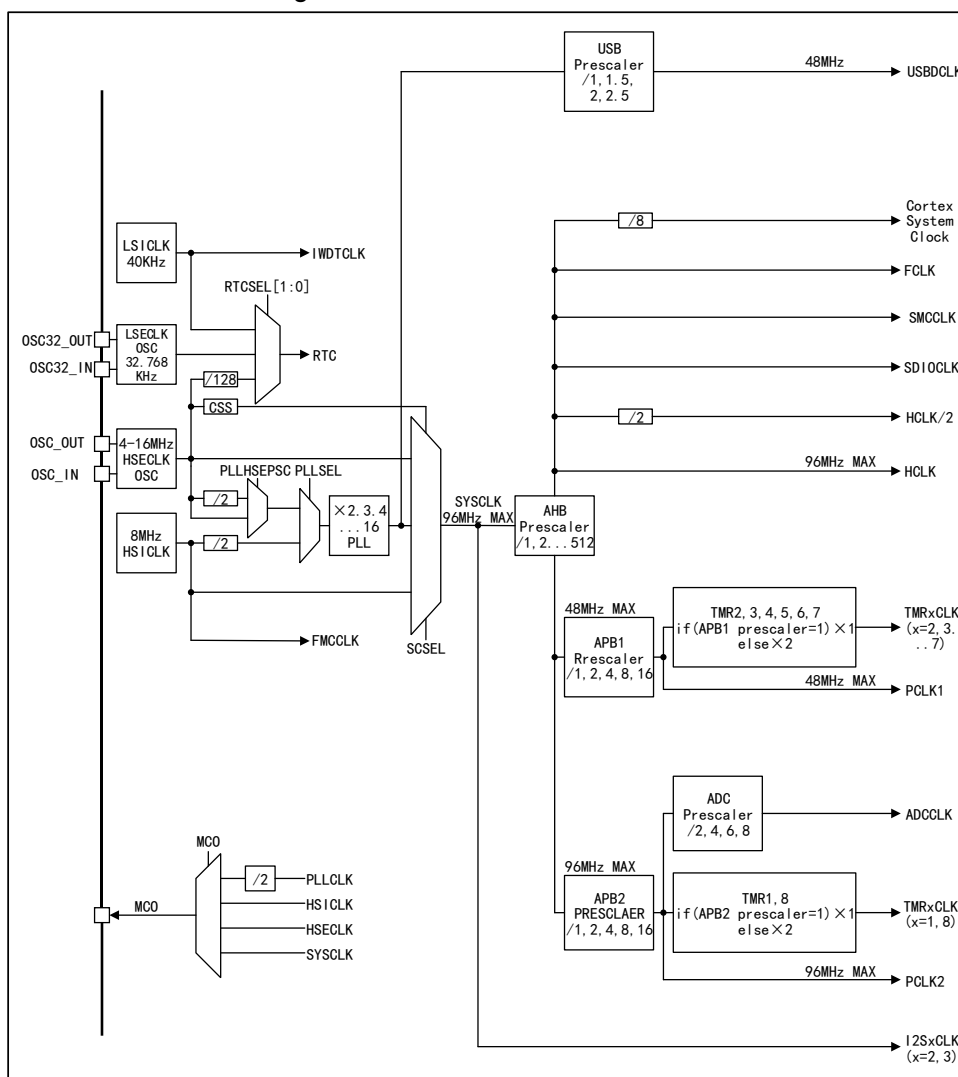 g
USB
Prescaler
/1, 1.5,
2, 2.5
48MHz
USBDCLK
/8
Cortex
System
Clock
LSICLK
40KHz
IWDTCLK
FCLK
RTCSEL[1:0]
SMCCLK
OSC32_OUT
OSC32_IN
LSECLK
OSC
32.768
KHz
RTC
SDIOCLK
/128
CSS
/2
HCLK/2
OSC_OUT
OSC_IN
4-16MHz
HSECLK
OSC
96MHz MAX
HCLK
PLLHSEPSC
PLLSEL
/2
×2.3.4
...16
PLL
SYSCLK
96MHz MAX
AHB
Prescaler
/1, 2...512
8MHz
HSICLK
/2
FMCCLK
SCSEL
48MHz MAX
APB1
Rrescaler
/1, 2, 4, 8, 16
TMR2, 3, 4, 5, 6, 7
if(APB1 prescaler=1) ×1
else×2
TMRxCLK
(x=2, 3.
..7)
48MHz MAX
PCLK1
ADC
Prescaler
/2, 4, 6, 8
ADCCLK
MCO
/2
PLLCLK
HSICLK
HSECLK
SYSCLK
MCO
96MHz MAX
APB2
PRESCLAER
/1, 2, 4, 8, 16
TMR1, 8
if(APB2 prescaler=1) ×1
else×2
TMRxCLK
(x=1, 8)
96MHz MAX
PCLK2
I2SxCLK
(x=2, 3)